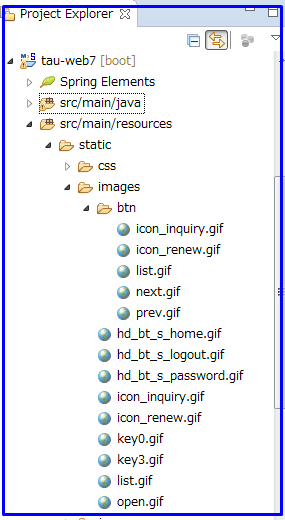 Project Explorer
tau-web7 [boot]
Spring Elements
src/main/java
src/main/resources
static
css
images
btn
icon_inquiry.gif
icon_renew.gif
list.gif
next.gif
prev.gif
hd_bt_s_home.gif
hd_bt_s_logout.gif
hd_bt_s_password.gif
icon_inquiry.gif
icon_renew.gif
key0.gif
key3.gif
list.gif
open.gif